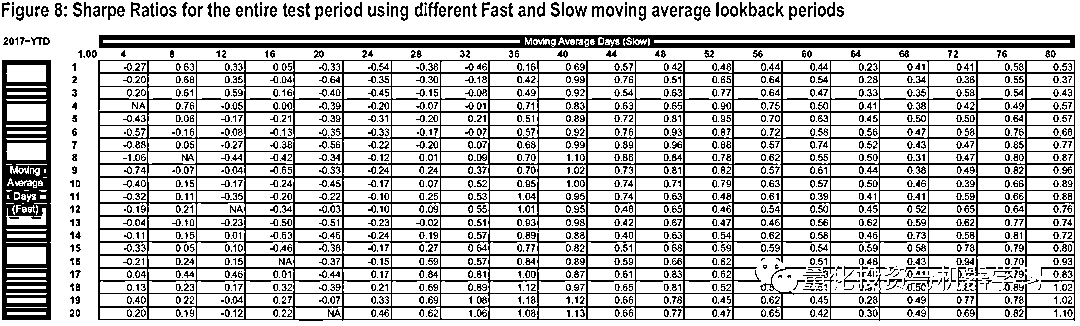 Figure 8: Sharpe Ratios for the entire test period using different Fast and Slow moving average lookback periods
2017-YTD Moving Average Days (Slow)
1.00 4 8 12 16 20 24 28 32 36 40 44 48 52 56 60 64 68 72 76 80
1 -0.27 0.63 0.33 0.05 -0.33 -0.54 -0.38 -0.46 0.16 0.69 0.57 0.42 0.48 0.44 0.44 0.23 0.41 0.41 0.58 0.53
2 -0.20 0.68 0.35 -0.04 -0.64 -0.35 -0.30 -0.18 0.42 0.99 0.76 0.51 0.65 0.64 0.54 0.28 0.34 0.36 0.55 0.37
3 0.20 0.61 0.59 0.16 -0.40 -0.45 -0.15 -0.08 0.49 0.92 0.54 0.63 0.77 0.64 0.47 0.33 0.35 0.58 0.54 0.43
4 NA 0.76 -0.05 0.00 -0.39 -0.20 -0.07 -0.01 0.71 0.83 0.63 0.65 0.90 0.75 0.50 0.41 0.38 0.42 0.49 0.57
5 -0.43 0.06 -0.17 -0.21 -0.39 -0.31 -0.20 0.21 0.51 0.89 0.72 0.81 0.95 0.70 0.63 0.45 0.50 0.50 0.64 0.57
6 -0.57 -0.16 -0.08 -0.13 -0.35 -0.33 -0.17 -0.07 0.57 0.92 0.76 0.93 0.87 0.72 0.58 0.56 0.47 0.58 0.76 0.68
7 -0.88 0.05 -0.27 -0.38 -0.56 -0.22 -0.20 0.07 0.68 0.99 0.89 0.96 0.88 0.57 0.74 0.52 0.43 0.47 0.85 0.77
8 -1.06 NA -0.44 -0.42 -0.34 -0.12 0.01 0.09 0.70 1.10 0.86 0.84 0.78 0.62 0.55 0.50 0.31 0.47 0.80 0.87
Moving 9 -0.74 -0.07 -0.04 -0.65 -0.33 -0.24 0.24 0.37 0.70 1.02 0.73 0.81 0.82 0.57 0.61 0.44 0.38 0.49 0.82 0.96
Average 10 -0.40 0.15 -0.17 -0.24 -0.45 -0.17 0.07 0.52 0.95 1.00 0.74 0.71 0.79 0.63 0.57 0.50 0.46 0.39 0.66 0.89
Days 11 -0.32 0.11 -0.35 -0.20 -0.22 -0.10 0.25 0.53 1.04 0.95 0.74 0.63 0.48 0.61 0.39 0.41 0.41 0.59 0.66 0.88
(Fast) 12 -0.19 0.21 NA -0.34 -0.03 -0.10 0.09 0.55 1.01 0.95 0.48 0.65 0.46 0.54 0.50 0.45 0.52 0.65 0.64 0.76
13 -0.04 -0.10 -0.23 -0.50 -0.51 -0.23 -0.02 0.51 0.93 0.98 0.42 0.67 0.47 0.46 0.56 0.62 0.59 0.62 0.77 0.74
14 -0.11 0.15 0.01 -0.63 -0.46 -0.24 0.19 0.57 0.89 0.88 0.40 0.63 0.54 0.62 0.58 0.46 0.73 0.58 0.81 0.72
15 -0.33 0.05 0.10 -0.46 -0.38 -0.17 0.27 0.64 0.77 0.82 0.51 0.68 0.59 0.59 0.54 0.59 0.58 0.78 0.79 0.80
16 -0.21 0.24 0.15 NA -0.37 -0.15 0.59 0.57 0.84 0.89 0.59 0.66 0.62 0.48 0.43 0.94 0.70 0.93
17 0.04 0.44 0.46 0.01 -0.44 0.17 0.84 0.81 1.00 0.87 0.61 0.83 0.62 0.83
18 0.13 0.23 0.17 0.32 -0.39 0.21 0.69 0.89 1.12 0.97 0.65 0.81 0.52 0.89 1.02
19 0.40 0.22 -0.04 0.27 -0.07 0.33 0.69 1.08 1.18 1.12 0.66 0.78 0.45 0.62 0.45 0.28 0.49 0.77 0.78 1.02
20 0.20 0.19 -0.12 0.22 NA 0.46 0.62 1.06 1.08 1.13 0.66 0.77 0.47 0.65 0.42 0.30 0.49 0.69 0.82 1.10
量化投资与机器学习